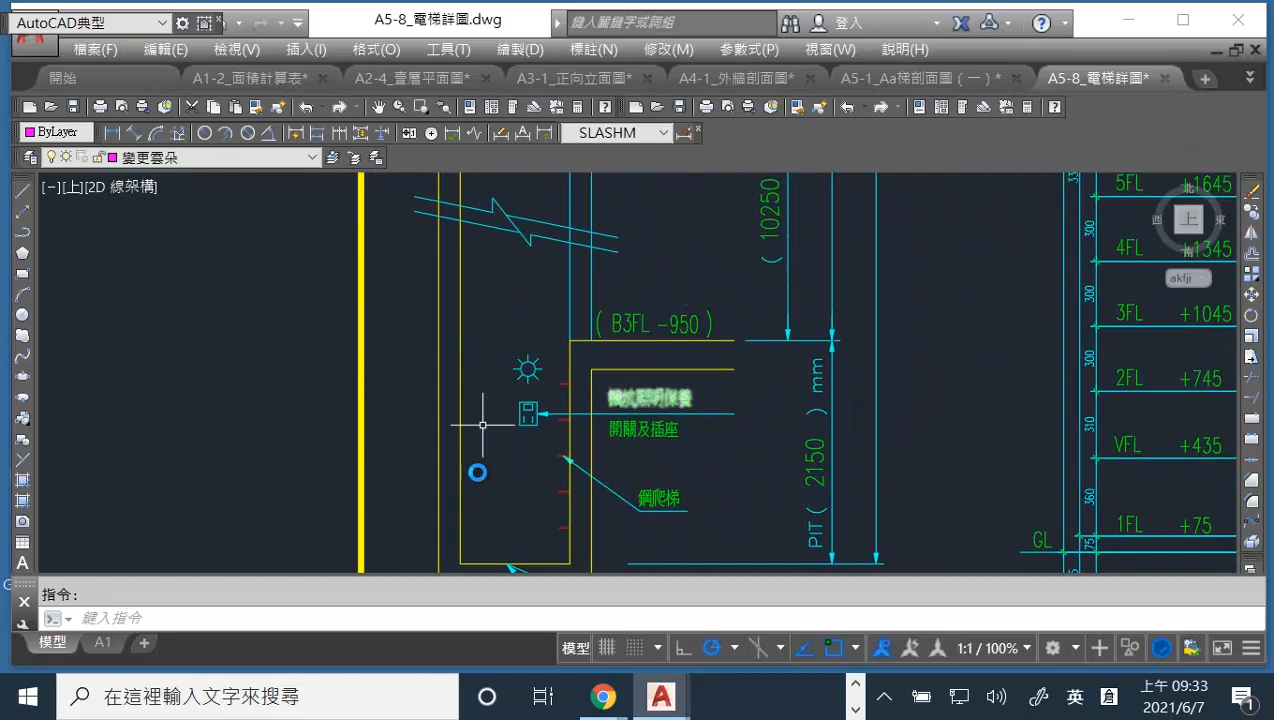 AutoCAD典型
A5-8_電梯詳圖.dwg
鍵入關鍵字或詞組
登入
檔案(F) 編輯(E) 檢視(V) 插入(I) 格式(O) 工具(T) 繪製(D) 標註(N) 修改(M) 參數式(P) 視窗(W) 說明(H)
開始 A1-2_面積計算表* A2-4_壹層平面圖* A3-1_正向立面圖* A4-1_外牆剖面圖* A5-1_Aa梯剖面圖（一）* A5-8_電梯詳圖*
ByLayer SLASHM
變更雲朵
[−][上][2D 線架構]
( 10250
( B3FL -950 )
開關及插座
鋼爬梯
PIT ( 2150 ) mm
5FL +1645
300
4FL +1345
300
3FL +1045
300
2FL +745
310
VFL +435
360
1FL +75
GL
75
北
西 上 東
南
akfji
指令:
鍵入指令
模型 A1
模型 1:1 / 100%
在這裡輸入文字來搜尋
英
上午 09:33
2021/6/7
1